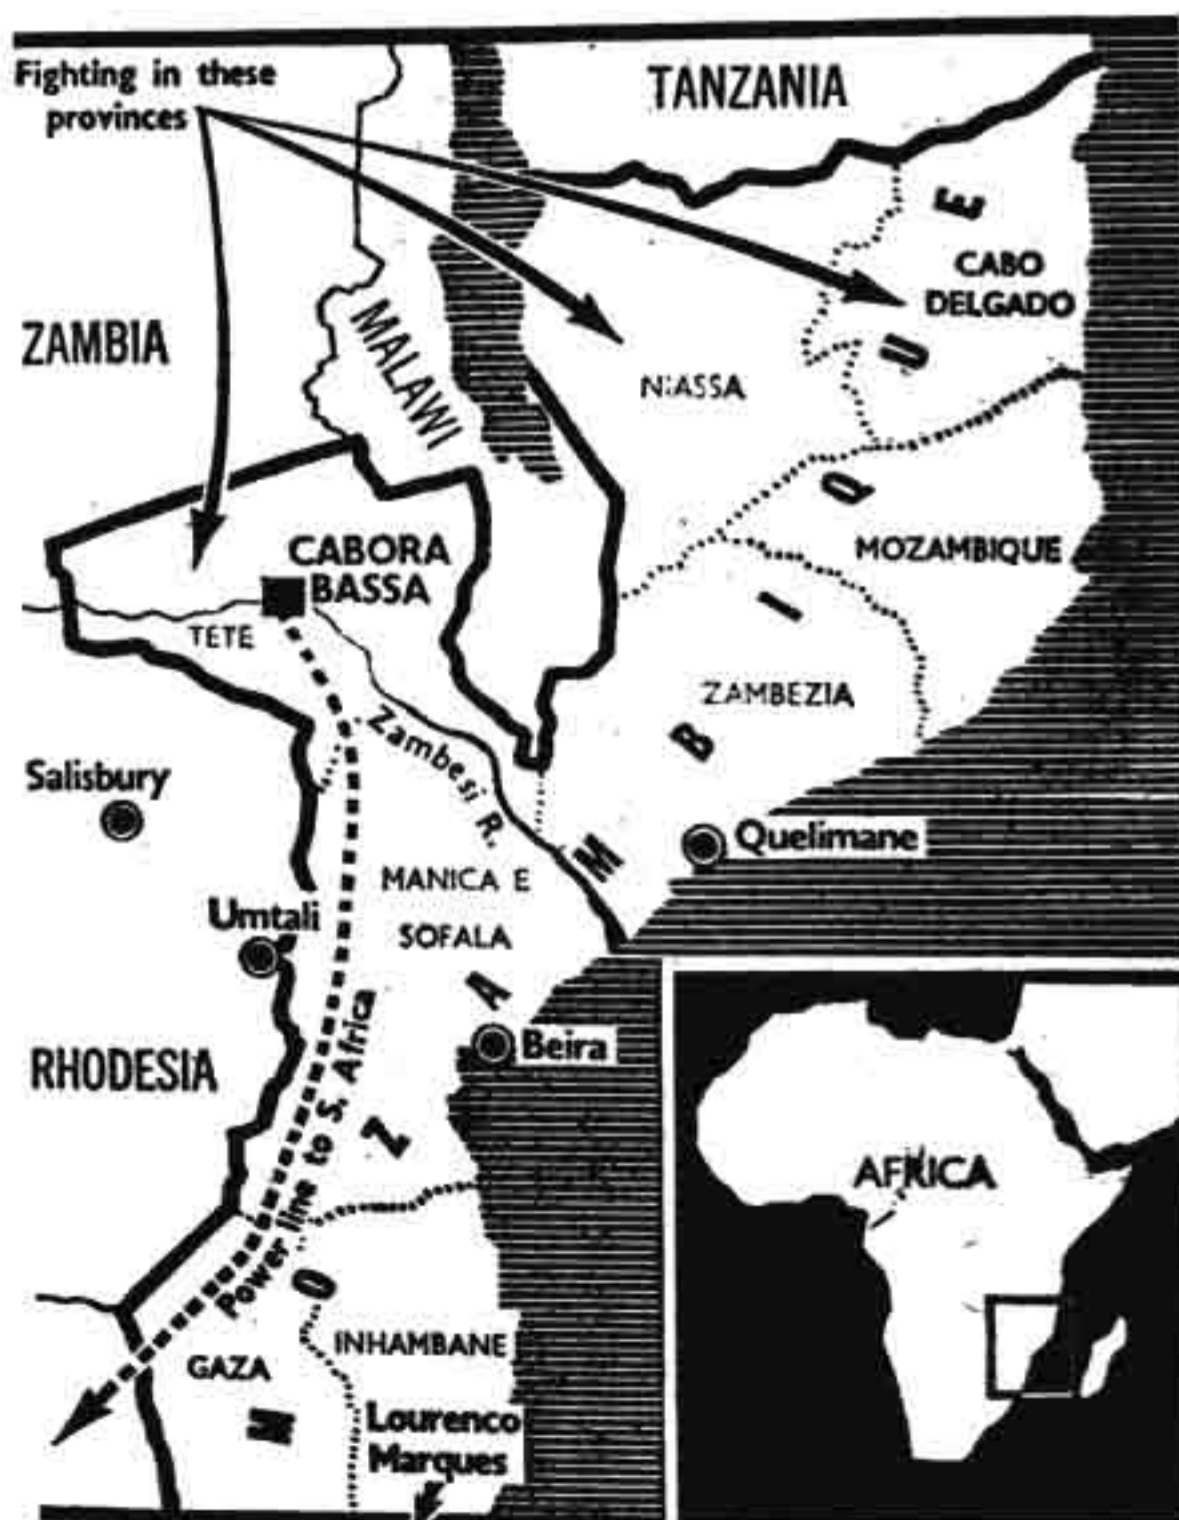 Fighting in these
provinces
TANZANIA
ZAMBIA
MALAWI
CABO
DELGADO
NIASSA
CABORA
BASSA
TETE
MOZAMBIQUE
ZAMBEZIA
Zambesi R.
Salisbury
Quelimane
MANICA E
SOFALA
Umtali
Beira
RHODESIA
Power line to S. Africa
INHAMBANE
GAZA
Lourenco
Marques
MOZAMBIQUE
AFRICA